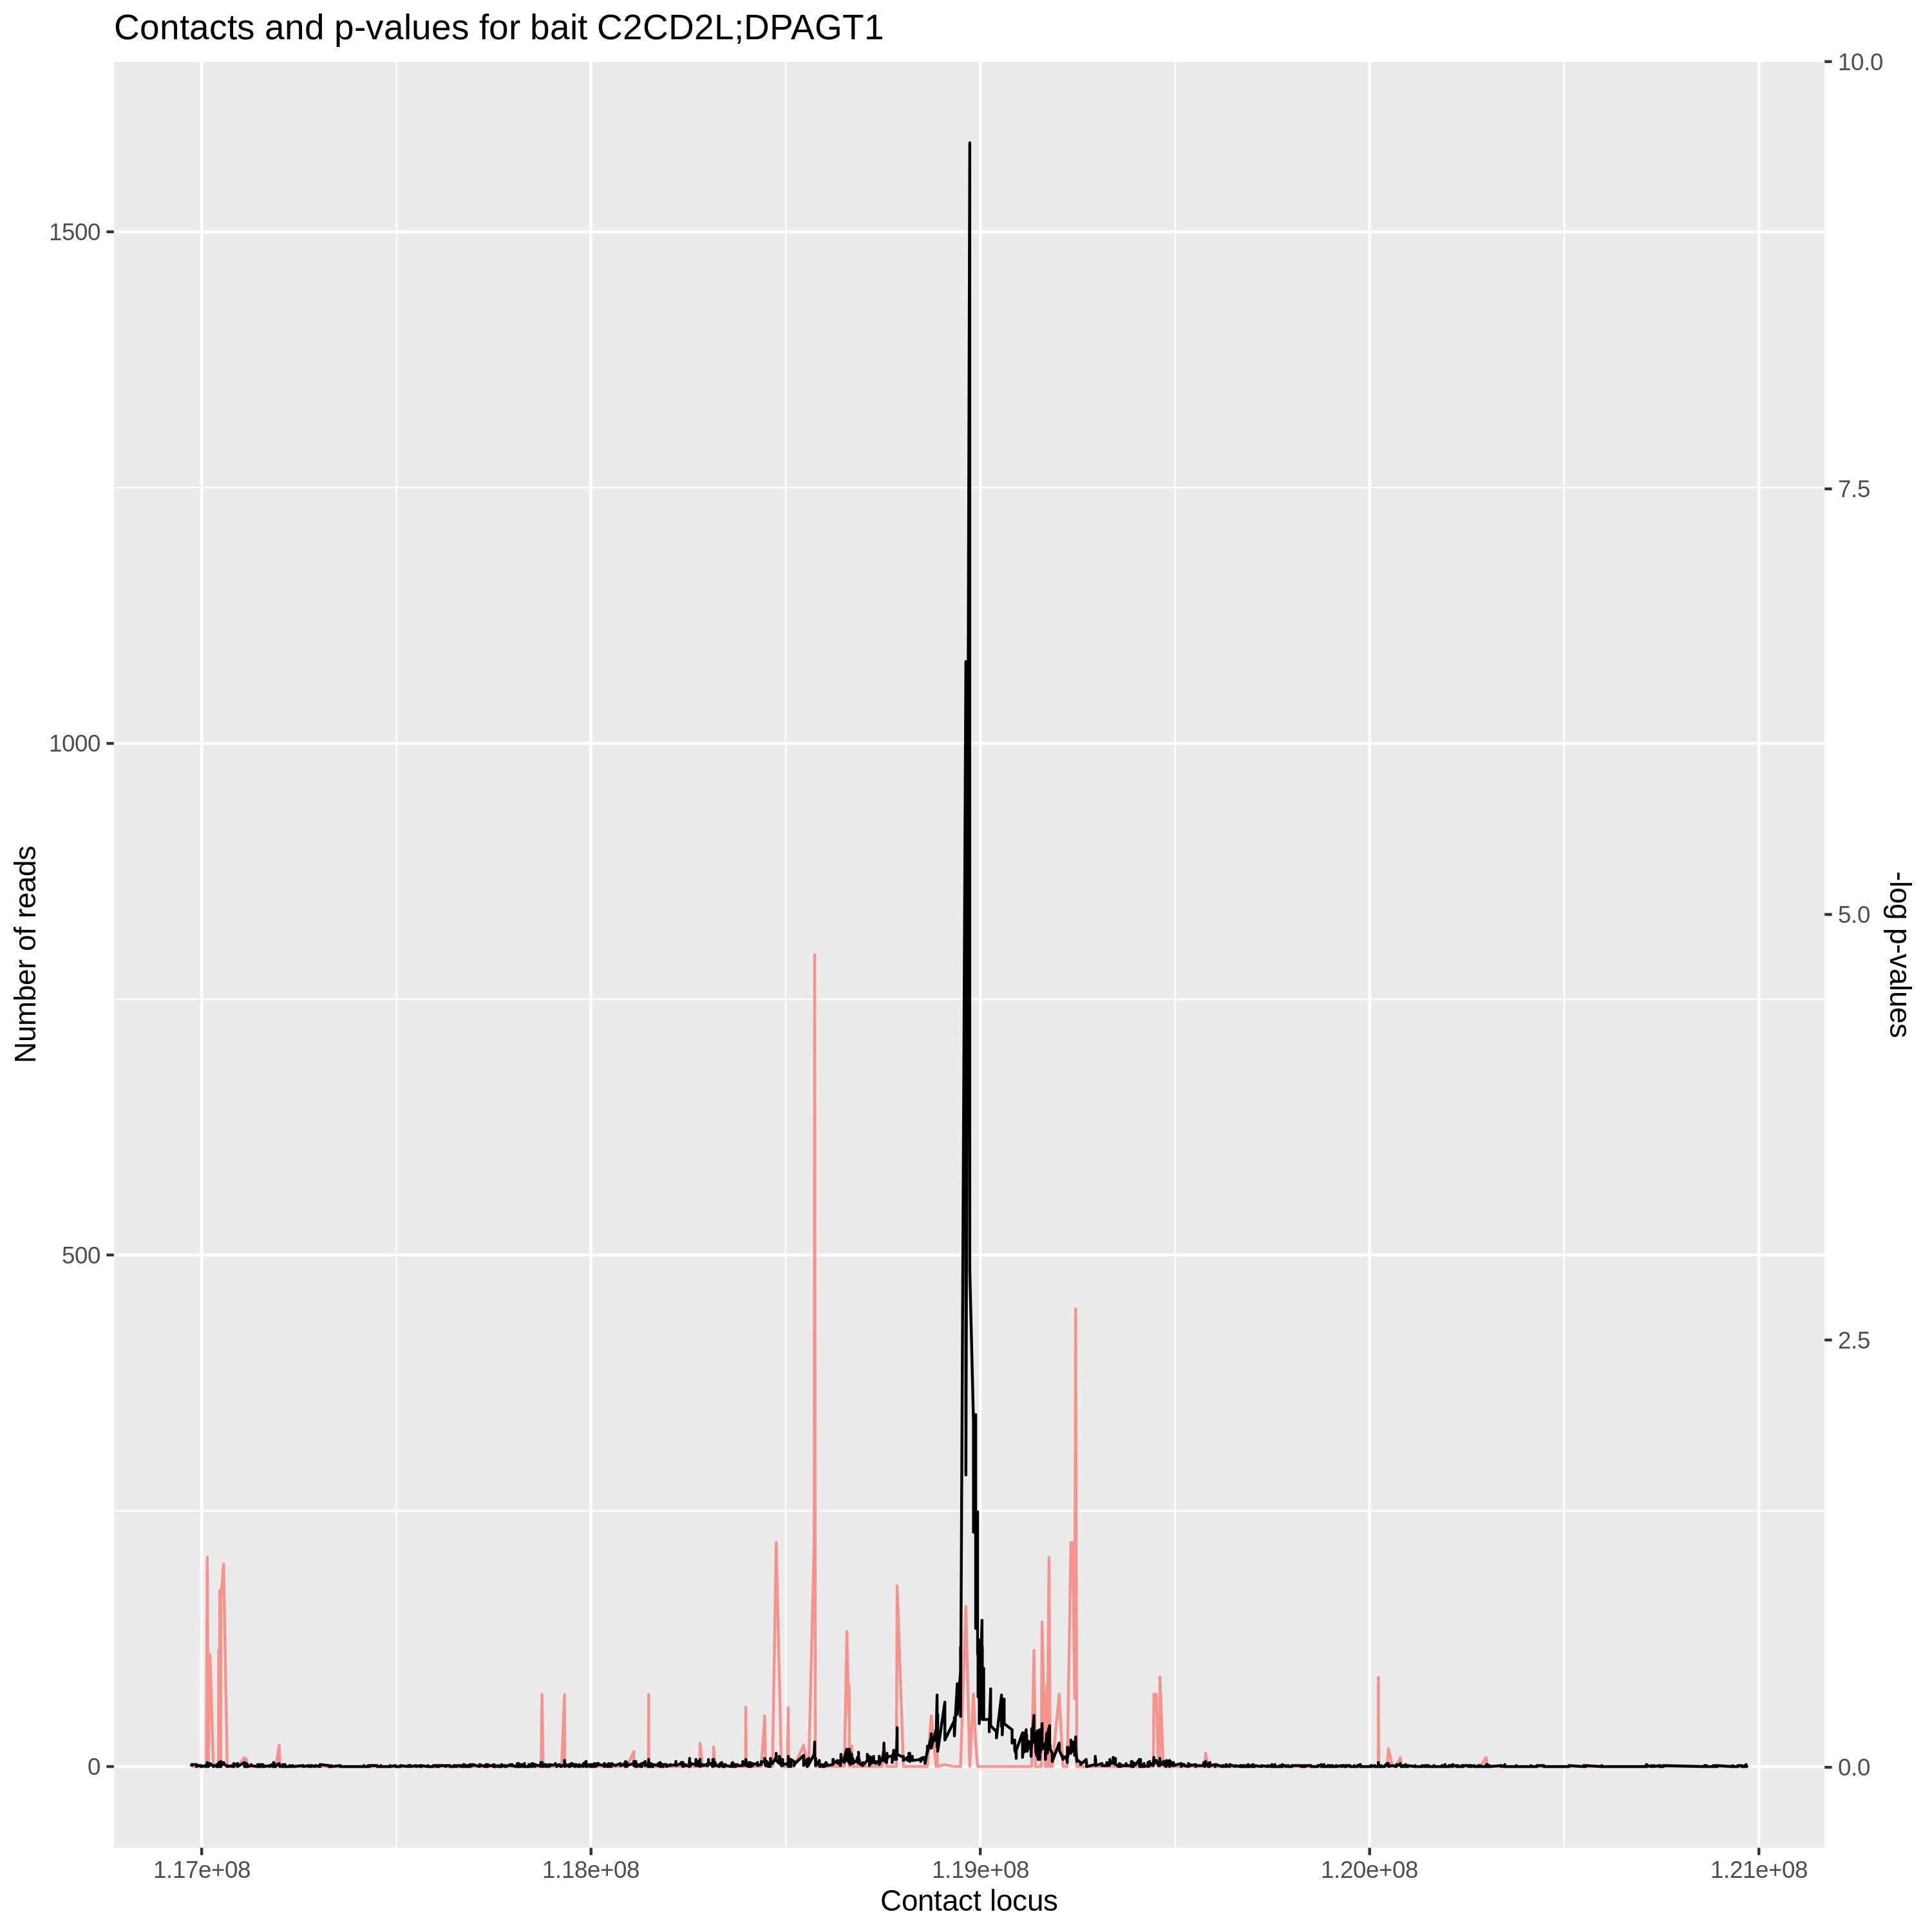 Contacts and p-values for bait C2CD2L;DPAGT1
10.0
1500
7.5
1000
5.0
Number of reads
-log p-values
500
2.5
0
0.0
1.17e+08
1.18e+08
1.19e+08
1.20e+08
1.21e+08
Contact locus